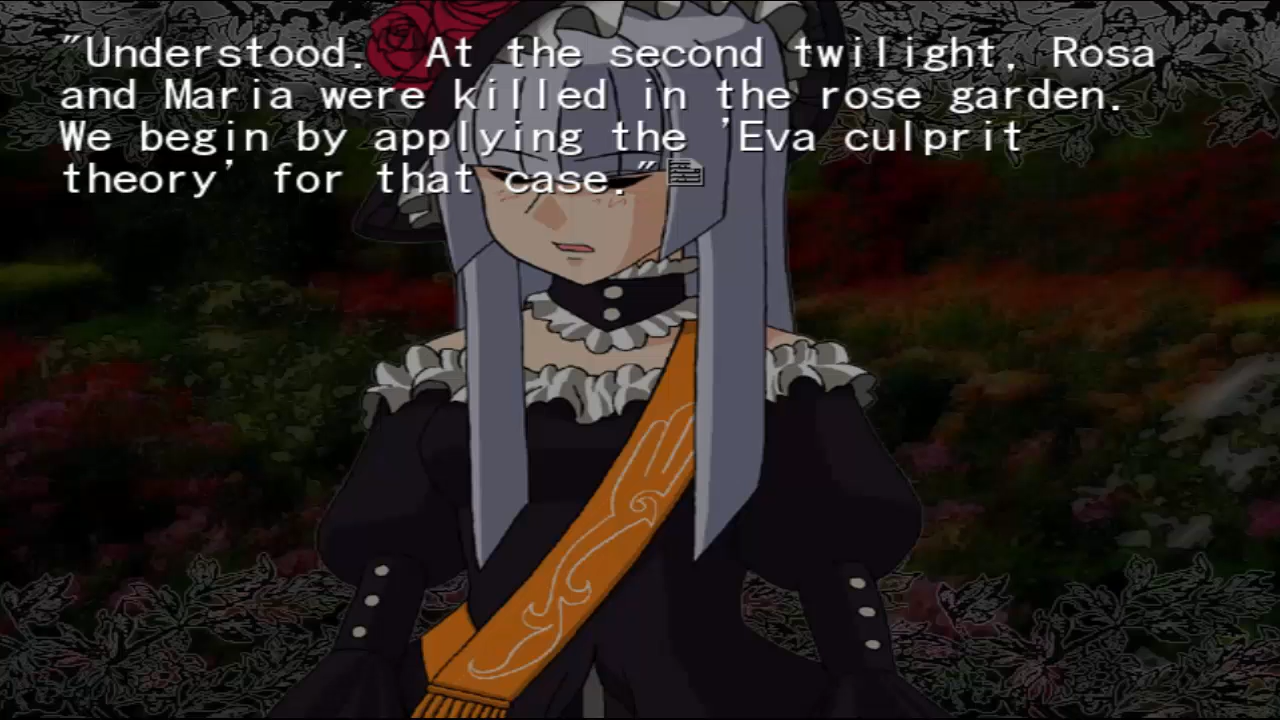 "Understood.  At the second twilight, Rosa
and Maria were killed in the rose garden.
We begin by applying the 'Eva culprit
theory' for that case."